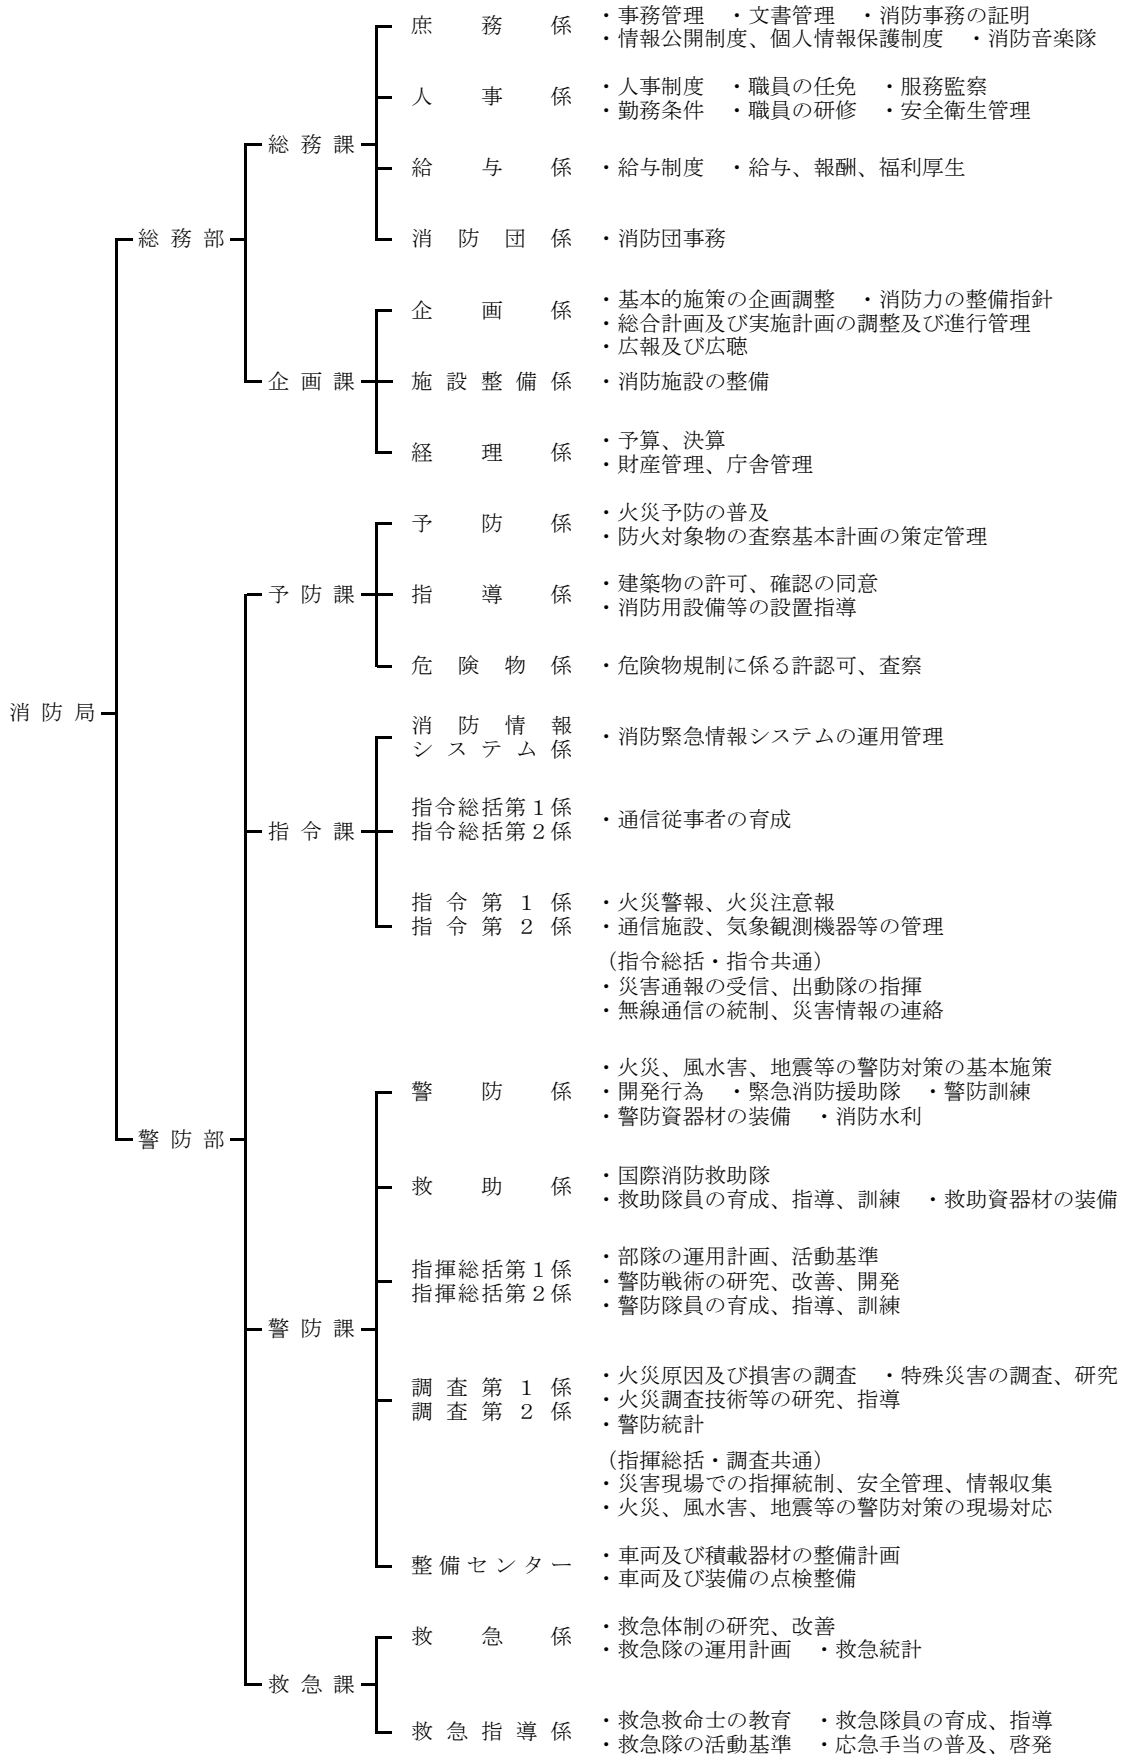 庶務係 ・事務管理 ・文書管理 ・消防事務の証明
・情報公開制度、個人情報保護制度 ・消防音楽隊
人事係 ・人事制度 ・職員の任免 ・服務監察
・勤務条件 ・職員の研修 ・安全衛生管理
総務課
給与係 ・給与制度 ・給与、報酬、福利厚生
総務部
消防団係 ・消防団事務
企画係 ・基本的施策の企画調整 ・消防力の整備指針
・総合計画及び実施計画の調整及び進行管理
・広報及び広聴
企画課 施設整備係 ・消防施設の整備
経理係 ・予算、決算
・財産管理、庁舎管理
予防係 ・火災予防の普及
・防火対象物の査察基本計画の策定管理
予防課 指導係 ・建築物の許可、確認の同意
・消防用設備等の設置指導
危険物係 ・危険物規制に係る許認可、査察
消防局
消防情報
システム係 ・消防緊急情報システムの運用管理
指令課
指令総括第1係
指令総括第2係 ・通信従事者の育成
指令第1係 ・火災警報、火災注意報
指令第2係 ・通信施設、気象観測機器等の管理
(指令総括・指令共通)
・災害通報の受信、出動隊の指揮
・無線通信の統制、災害情報の連絡
・火災、風水害、地震等の警防対策の基本施策
警防係 ・開発行為 ・緊急消防援助隊 ・警防訓練
・警防資器材の装備 ・消防水利
警防部
救助係 ・国際消防救助隊
・救助隊員の育成、指導、訓練 ・救助資器材の装備
・部隊の運用計画、活動基準
指揮総括第1係 ・警防戦術の研究、改善、開発
指揮総括第2係 ・警防隊員の育成、指導、訓練
警防課
・火災原因及び損害の調査 ・特殊災害の調査、研究
調査第1係 ・火災調査技術等の研究、指導
調査第2係 ・警防統計
(指揮総括・調査共通)
・災害現場での指揮統制、安全管理、情報収集
・火災、風水害、地震等の警防対策の現場対応
整備センター ・車両及び積載器材の整備計画
・車両及び装備の点検整備
救急係 ・救急体制の研究、改善
・救急隊の運用計画 ・救急統計
救急課
救急指導係 ・救急救命士の教育 ・救急隊員の育成、指導
・救急隊の活動基準 ・応急手当の普及、啓発